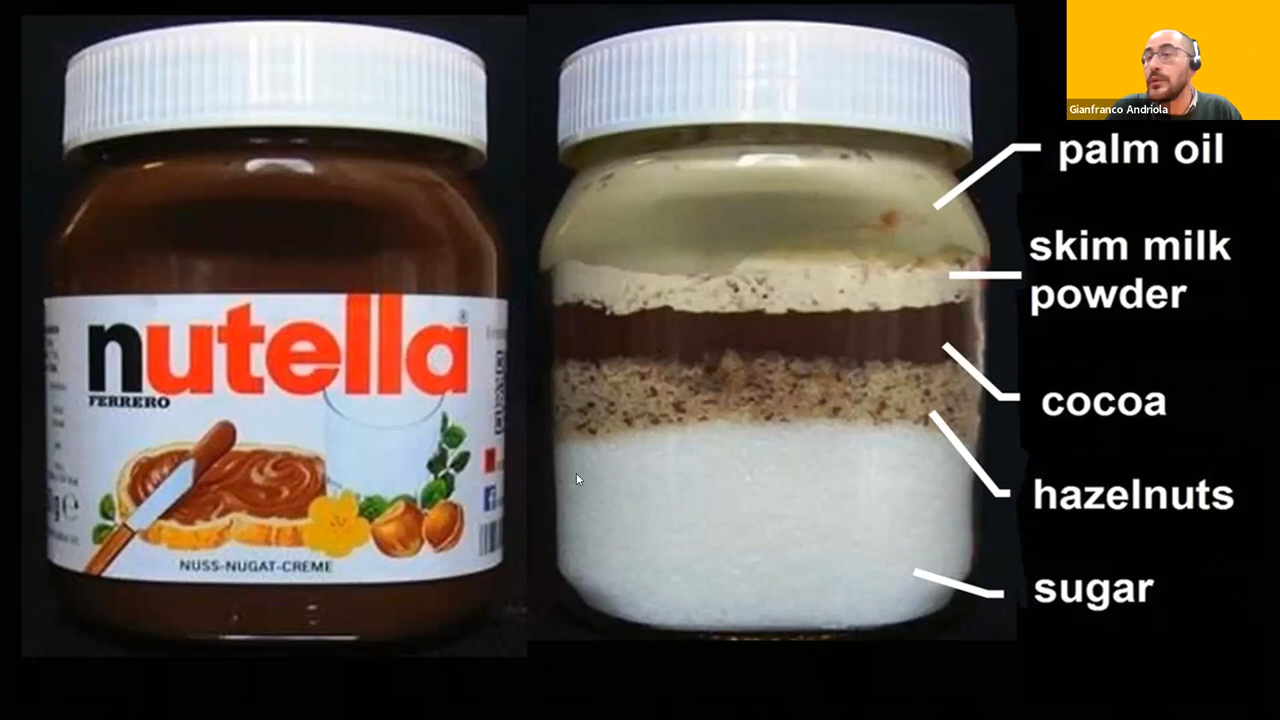 Gianfranco Andriola
palm oil
skim milk
powder
cocoa
hazelnuts
sugar
nutella
®
FERRERO
NUSS-NUGAT-CREME